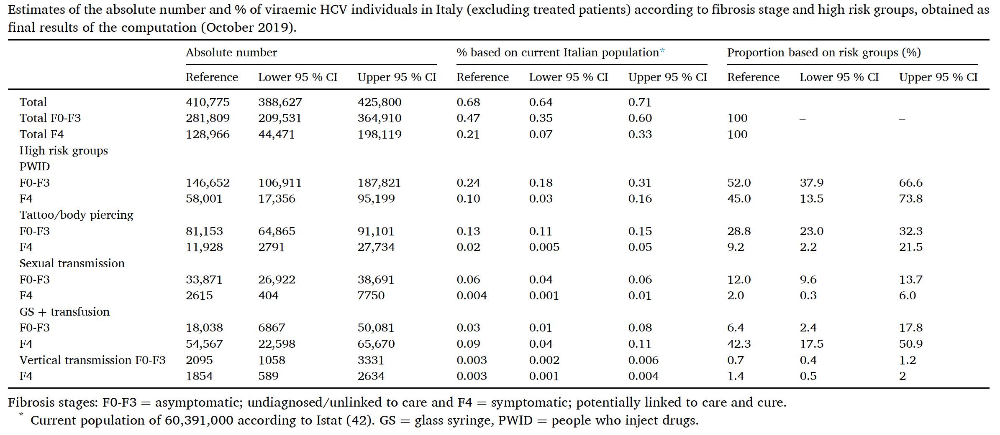 Estimates of the absolute number and % of viraemic HCV individuals in Italy (excluding treated patients) according to fibrosis stage and high risk groups, obtained as
final results of the computation (October 2019).
Absolute number % based on current Italian population* Proportion based on risk groups (%)
Reference Lower 95 % CI Upper 95 % CI Reference Lower 95 % CI Upper 95 % CI Reference Lower 95 % CI Upper 95 % CI
Total 410,775 388,627 425,800 0.68 0.64 0.71
Total F0-F3 281,809 209,531 364,910 0.47 0.35 0.60 100 – –
Total F4 128,966 44,471 198,119 0.21 0.07 0.33 100
High risk groups
PWID
F0-F3 146,652 106,911 187,821 0.24 0.18 0.31 52.0 37.9 66.6
F4 58,001 17,356 95,199 0.10 0.03 0.16 45.0 13.5 73.8
Tattoo/body piercing
F0-F3 81,153 64,865 91,101 0.13 0.11 0.15 28.8 23.0 32.3
F4 11,928 2791 27,734 0.02 0.005 0.05 9.2 2.2 21.5
Sexual transmission
F0-F3 33,871 26,922 38,691 0.06 0.04 0.06 12.0 9.6 13.7
F4 2615 404 7750 0.004 0.001 0.01 2.0 0.3 6.0
GS + transfusion
F0-F3 18,038 6867 50,081 0.03 0.01 0.08 6.4 2.4 17.8
F4 54,567 22,598 65,670 0.09 0.04 0.11 42.3 17.5 50.9
Vertical transmission F0-F3 2095 1058 3331 0.003 0.002 0.006 0.7 0.4 1.2
F4 1854 589 2634 0.003 0.001 0.004 1.4 0.5 2
Fibrosis stages: F0-F3 = asymptomatic; undiagnosed/unlinked to care and F4 = symptomatic; potentially linked to care and cure.
* Current population of 60,391,000 according to Istat (42). GS = glass syringe, PWID = people who inject drugs.